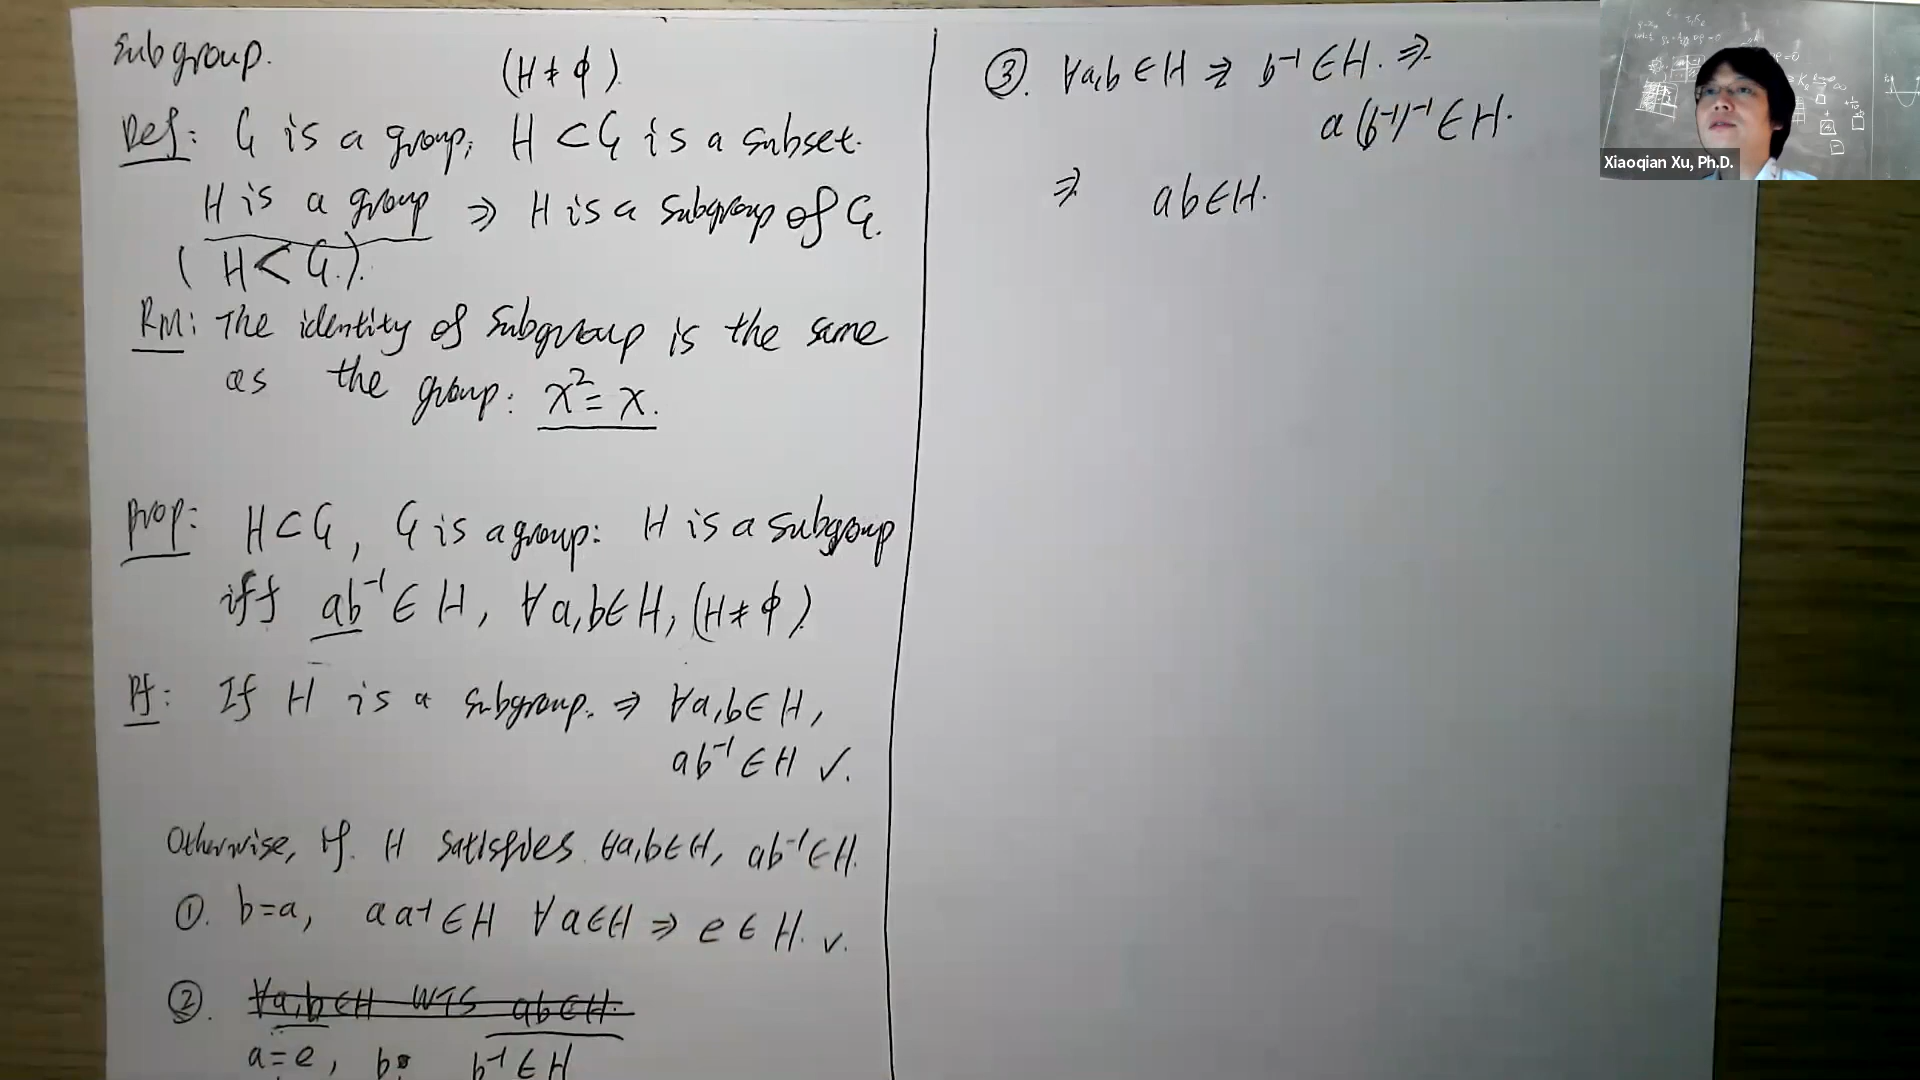 Subgroup.
(H ≠ ϕ).
Def: G is a group, H ⊂ G is a subset.
H is a group ⇒ H is a subgroup of G.
( H < G.).
RM: The identity of subgroup is the same
as the group: x² = x.
Prop: H ⊂ G, G is a group: H is a subgroup
iff ab⁻¹ ∈ H, ∀a,b ∈ H, (H ≠ ϕ)
Pf: If H is a subgroup. ⇒ ∀a,b ∈ H,
ab⁻¹ ∈ H ✓.
Otherwise, if H satisfies ∀a,b ∈ H, ab⁻¹ ∈ H.
①. b=a, aa⁻¹ ∈ H ∀a ∈ H ⇒ e ∈ H. ✓.
②. ∀a,b ∈ H WTS ab ∈ H.
a = e, b b⁻¹ ∈ H
③. ∀a,b ∈ H ⇒ b⁻¹ ∈ H. ⇒
a (b⁻¹)⁻¹ ∈ H.
⇒ ab ∈ H.
Xiaoqian Xu, Ph.D.